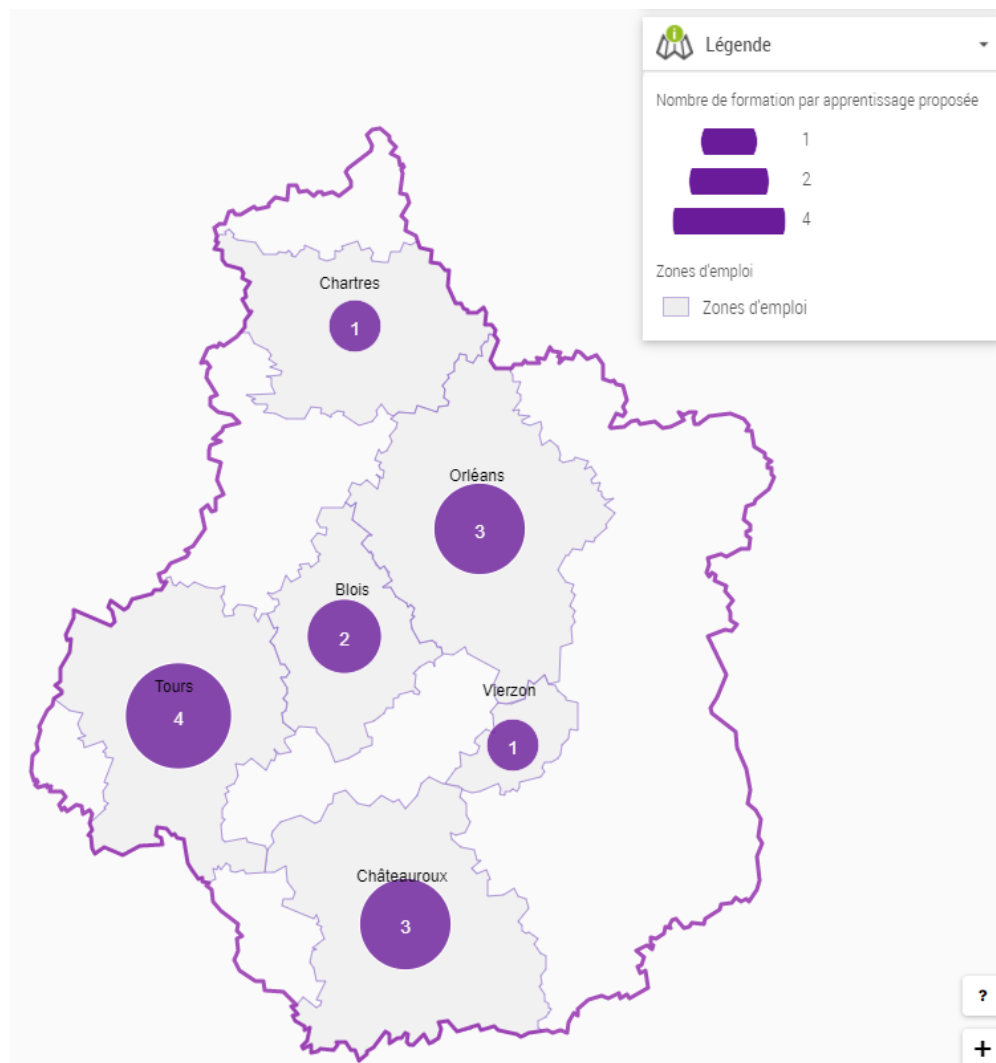 Légende
Nombre de formation par apprentissage proposée
1
2
4
Zones d'emploi
Zones d'emploi
Chartres
1
Orléans
3
Blois
2
Tours
4
Vierzon
1
Châteauroux
3
?
+